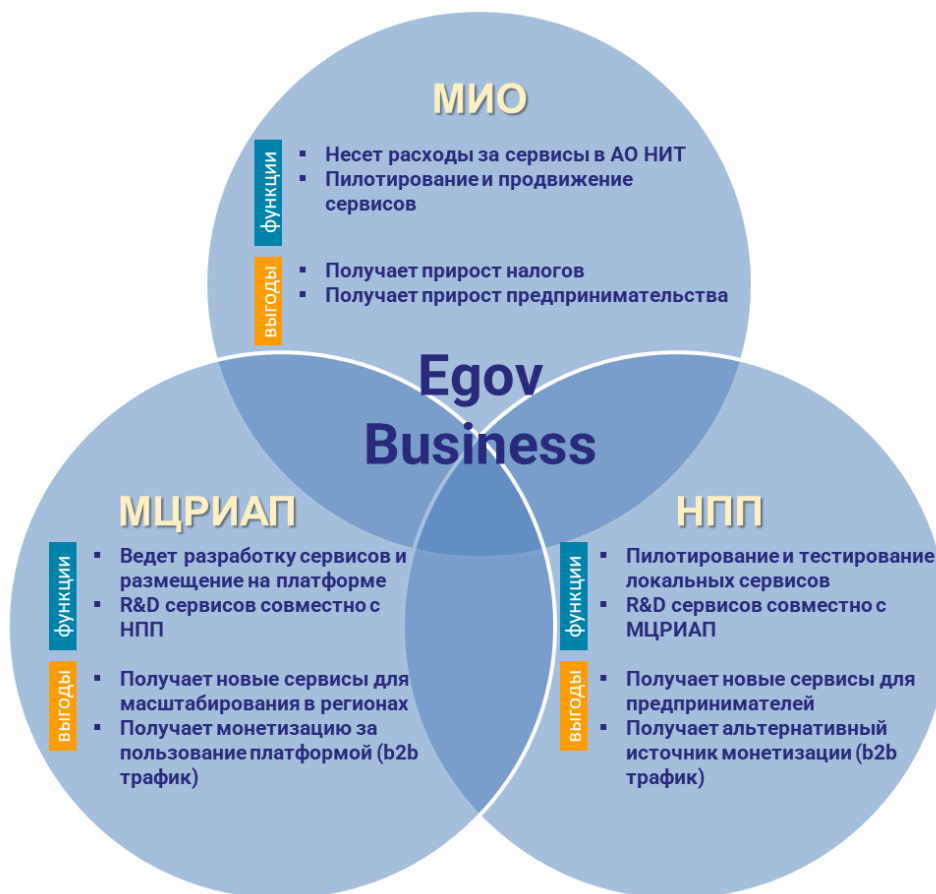 МИО
функции
▪ Несет расходы за сервисы в АО НИТ
▪ Пилотирование и продвижение
сервисов
выгоды
▪ Получает прирост налогов
▪ Получает прирост предпринимательства
Egov
Business
МЦРИАП
функции
▪ Ведет разработку сервисов и
размещение на платформе
▪ R&D сервисов совместно с
НПП
выгоды
▪ Получает новые сервисы для
масштабирования в регионах
▪ Получает монетизацию за
пользование платформой (b2b
трафик)
НПП
функции
▪ Пилотирование и тестирование
локальных сервисов
▪ R&D сервисов совместно с
МЦРИАП
выгоды
▪ Получает новые сервисы для
предпринимателей
▪ Получает альтернативный
источник монетизации (b2b
трафик)